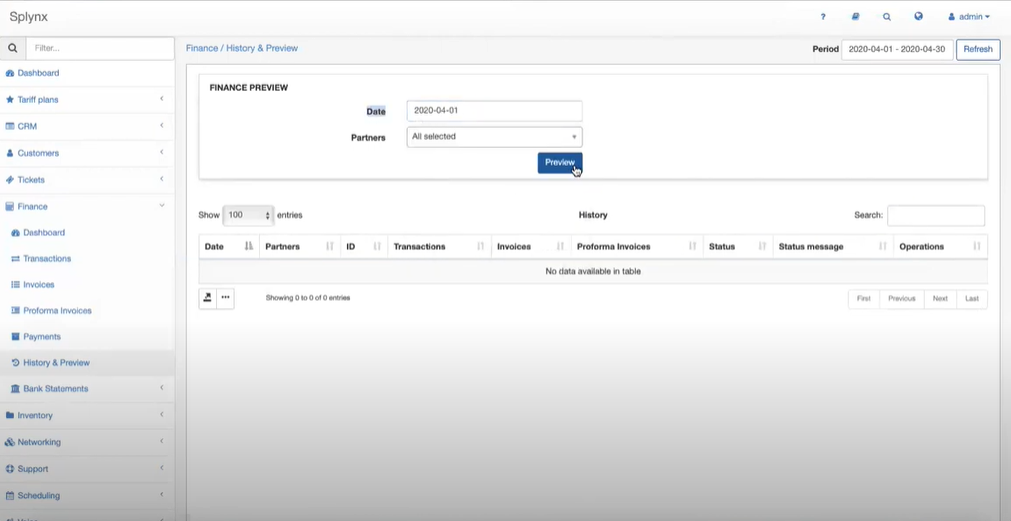 Splynx
? admin
Filter...
Finance / History & Preview
Period 2020-04-01 - 2020-04-30 Refresh
Dashboard
Tariff plans
CRM
Customers
Tickets
Finance
Dashboard
Transactions
Invoices
Proforma Invoices
Payments
History & Preview
Bank Statements
Inventory
Networking
Support
Scheduling
FINANCE PREVIEW
Date 2020-04-01
Partners All selected
Preview
Show 100 entries
History
Search:
Date Partners ID Transactions Invoices Proforma Invoices Status Status message Operations
No data available in table
Showing 0 to 0 of 0 entries
First Previous Next Last